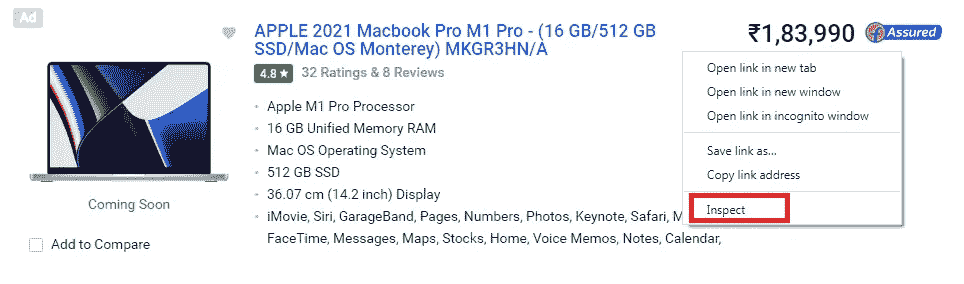 Ad
APPLE 2021 Macbook Pro M1 Pro - (16 GB/512 GB
SSD/Mac OS Monterey) MKGR3HN/A
₹1,83,990
Assured
4.8 ★ 32 Ratings & 8 Reviews
Apple M1 Pro Processor
16 GB Unified Memory RAM
Mac OS Operating System
512 GB SSD
36.07 cm (14.2 inch) Display
iMovie, Siri, GarageBand, Pages, Numbers, Photos, Keynote, Safari,
FaceTime, Messages, Maps, Stocks, Home, Voice Memos, Notes, Calendar,
Coming Soon
Add to Compare
Open link in new tab
Open link in new window
Open link in incognito window
Save link as...
Copy link address
Inspect